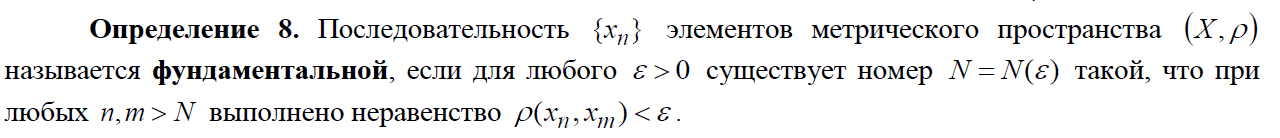 Определение 8. Последовательность {xₙ} элементов метрического пространства (X, ρ)
называется фундаментальной, если для любого ε > 0 существует номер N = N(ε) такой, что при
любых n, m > N выполнено неравенство ρ(xₙ, xₘ) < ε.